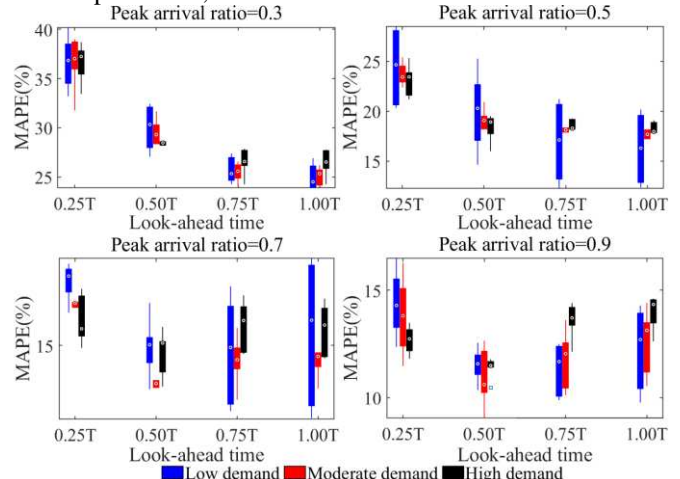 Peak arrival ratio=0.3
Peak arrival ratio=0.5
40
35
30
25
MAPE(%)
0.25T 0.50T 0.75T 1.00T
Look-ahead time
25
20
15
MAPE(%)
0.25T 0.50T 0.75T 1.00T
Look-ahead time
Peak arrival ratio=0.7
Peak arrival ratio=0.9
15
MAPE(%)
0.25T 0.50T 0.75T 1.00T
Look-ahead time
15
10
MAPE(%)
0.25T 0.50T 0.75T 1.00T
Look-ahead time
Low demand Moderate demand High demand